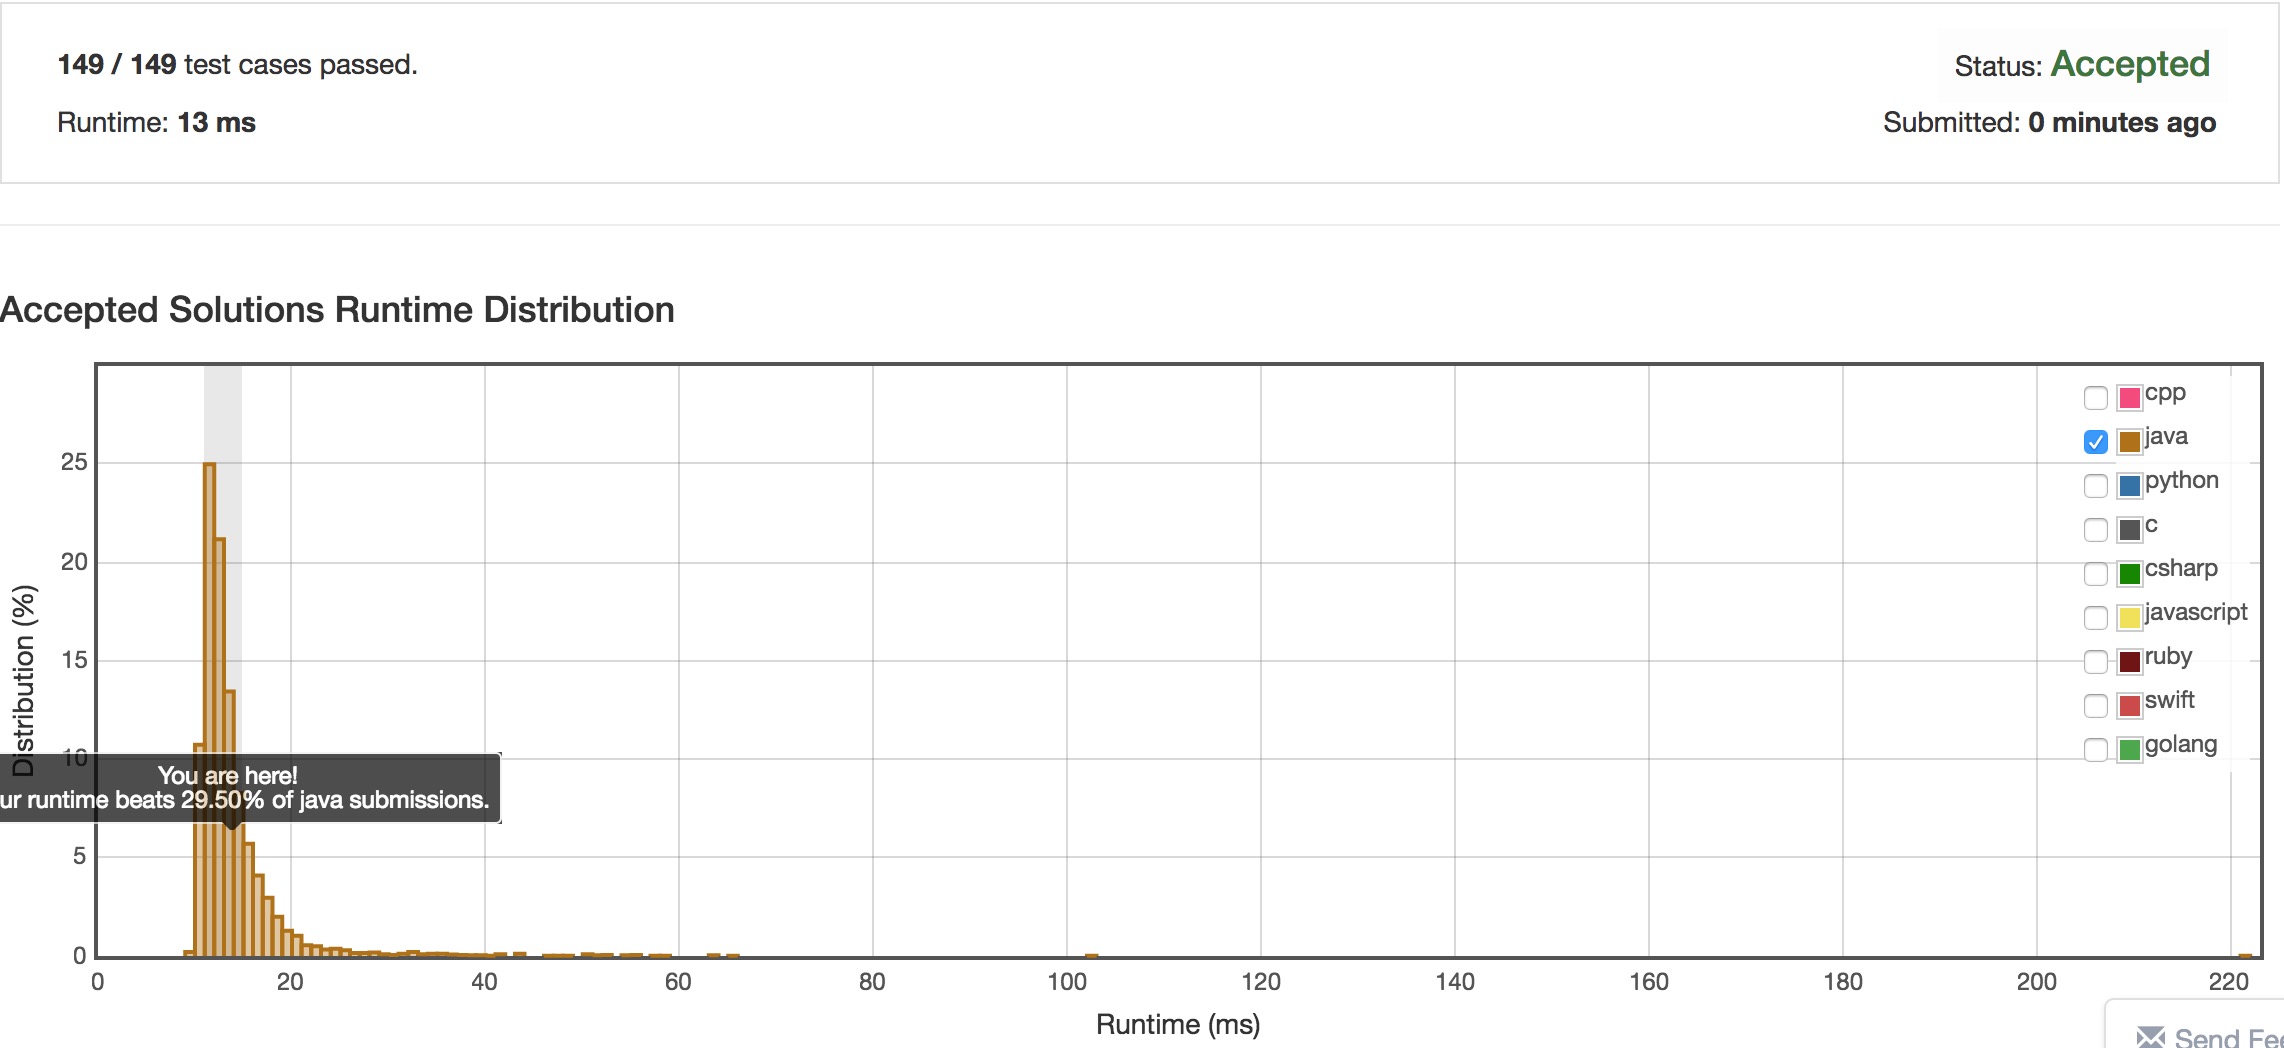 149 / 149 test cases passed.
Status: Accepted
Runtime: 13 ms
Submitted: 0 minutes ago
Accepted Solutions Runtime Distribution
cpp
java
python
c
csharp
javascript
ruby
swift
golang
Distribution (%)
25
20
15
10
5
0
You are here!
ur runtime beats 29.50% of java submissions.
0 20 40 60 80 100 120 140 160 180 200 220
Runtime (ms)
Send Fee